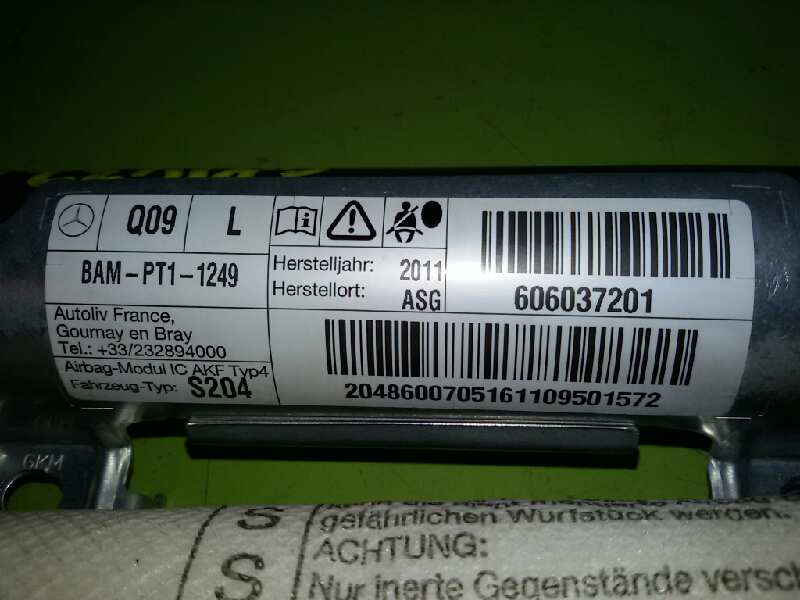 Q09 L
BAM-PT1-1249
Herstelljahr: 2011
Herstellort: ASG
606037201
Autoliv France,
Gournay en Bray
Tel.: +33/232894000
Airbag-Modul IC AKF Typ4
Fahrzeug-Typ: S204
2048600705161109501572
GKM
S
gefährlichen Wurfstück werden.
ACHTUNG:
S
Nur inerte Gegenstände versch